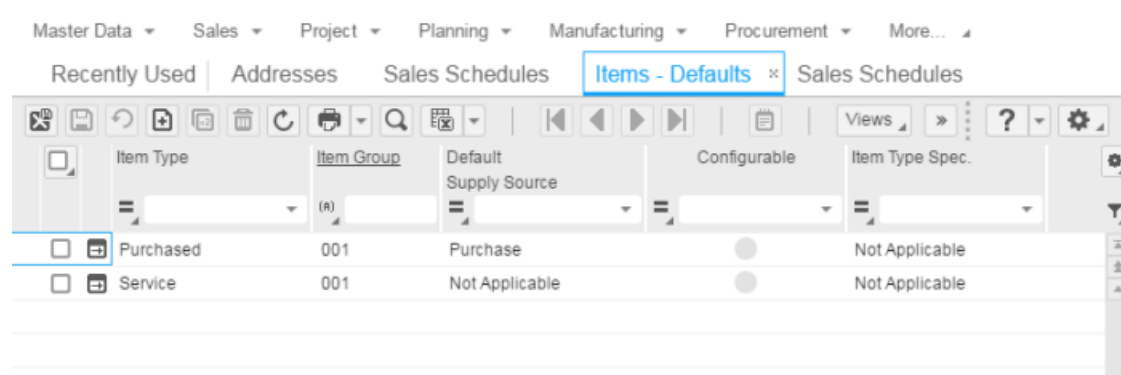 Master Data Sales Project Planning Manufacturing Procurement More...
Recently Used Addresses Sales Schedules Items - Defaults × Sales Schedules
Views » ?
Item Type Item Group Default Supply Source Configurable Item Type Spec.
= (A) = = =
Purchased 001 Purchase Not Applicable
Service 001 Not Applicable Not Applicable